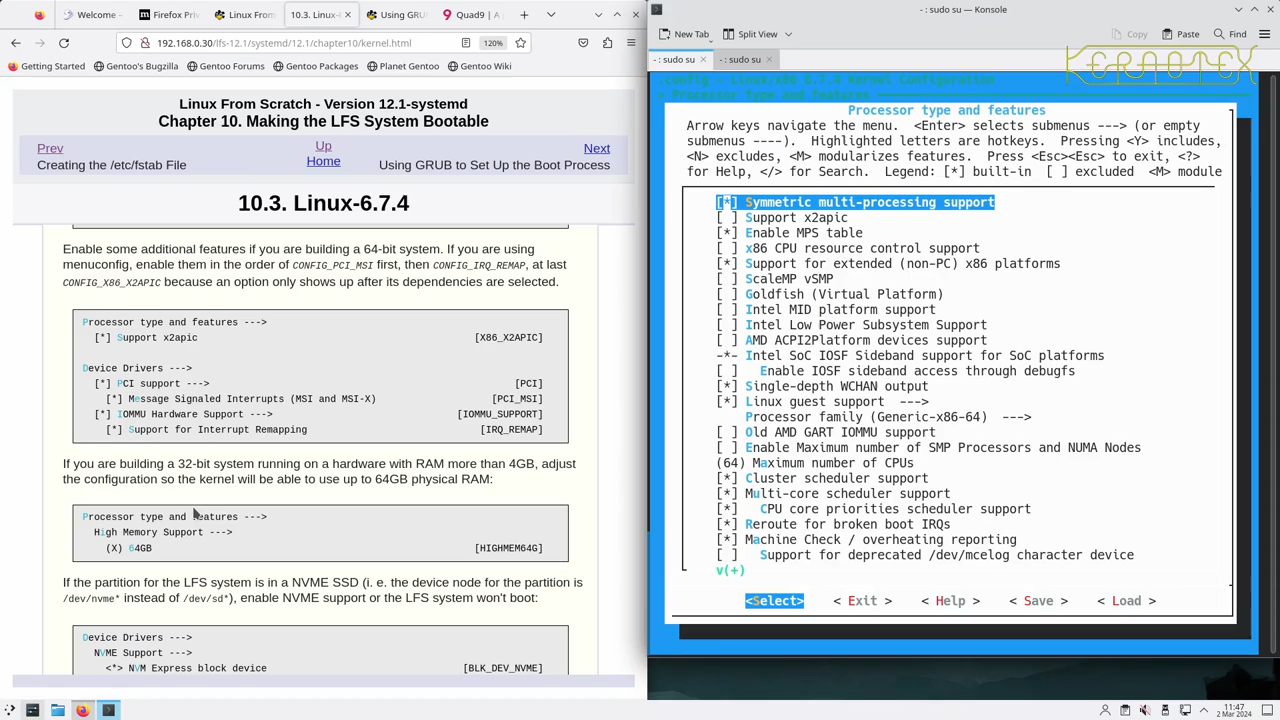 Welcome -
Firefox Priv
Linux From
10.3. Linux-
Using GRU
Quad9 | A
192.168.0.30/lfs-12.1/systemd/12.1/chapter10/kernel.html
120%
Getting Started
Gentoo's Bugzilla
Gentoo Forums
Gentoo Packages
Planet Gentoo
Gentoo Wiki
Linux From Scratch - Version 12.1-systemd
Chapter 10. Making the LFS System Bootable
Prev Up Next
Creating the /etc/fstab File Home Using GRUB to Set Up the Boot Process
10.3. Linux-6.7.4
Enable some additional features if you are building a 64-bit system. If you are using
menuconfig, enable them in the order of CONFIG_PCI_MSI first, then CONFIG_IRQ_REMAP, at last
CONFIG_X86_X2APIC because an option only shows up after its dependencies are selected.
Processor type and features --->
[*] Support x2apic [X86_X2APIC]
Device Drivers --->
[*] PCI support ---> [PCI]
[*] Message Signaled Interrupts (MSI and MSI-X) [PCI_MSI]
[*] IOMMU Hardware Support ---> [IOMMU_SUPPORT]
[*] Support for Interrupt Remapping [IRQ_REMAP]
If you are building a 32-bit system running on a hardware with RAM more than 4GB, adjust
the configuration so the kernel will be able to use up to 64GB physical RAM:
Processor type and features --->
High Memory Support --->
(X) 64GB [HIGHMEM64G]
If the partition for the LFS system is in a NVME SSD (i. e. the device node for the partition is
/dev/nvme* instead of /dev/sd*), enable NVME support or the LFS system won't boot:
Device Drivers --->
NVME Support --->
<*> NVM Express block device [BLK_DEV_NVME]
- : sudo su — Konsole
New Tab
Split View
Copy
Paste
Find
- : sudo su
- : sudo su
KERNOTEX
.config - Linux/x86 6.7.4 Kernel Configuration
> Processor type and features
Processor type and features
Arrow keys navigate the menu. <Enter> selects submenus ---> (or empty
submenus ----). Highlighted letters are hotkeys. Pressing <Y> includes,
<N> excludes, <M> modularizes features. Press <Esc><Esc> to exit, <?>
for Help, </> for Search. Legend: [*] built-in [ ] excluded <M> module
[*] Symmetric multi-processing support
[ ] Support x2apic
[*] Enable MPS table
[ ] x86 CPU resource control support
[*] Support for extended (non-PC) x86 platforms
[ ] ScaleMP vSMP
[ ] Goldfish (Virtual Platform)
[ ] Intel MID platform support
[ ] Intel Low Power Subsystem Support
[ ] AMD ACPI2Platform devices support
-*- Intel SoC IOSF Sideband support for SoC platforms
[ ] Enable IOSF sideband access through debugfs
[*] Single-depth WCHAN output
[*] Linux guest support --->
Processor family (Generic-x86-64) --->
[ ] Old AMD GART IOMMU support
[ ] Enable Maximum number of SMP Processors and NUMA Nodes
(64) Maximum number of CPUs
[*] Cluster scheduler support
[*] Multi-core scheduler support
[*] CPU core priorities scheduler support
[*] Reroute for broken boot IRQs
[*] Machine Check / overheating reporting
[ ] Support for deprecated /dev/mcelog character device
v(+)
<Select> < Exit > < Help > < Save > < Load >
11:47
2 Mar 2024